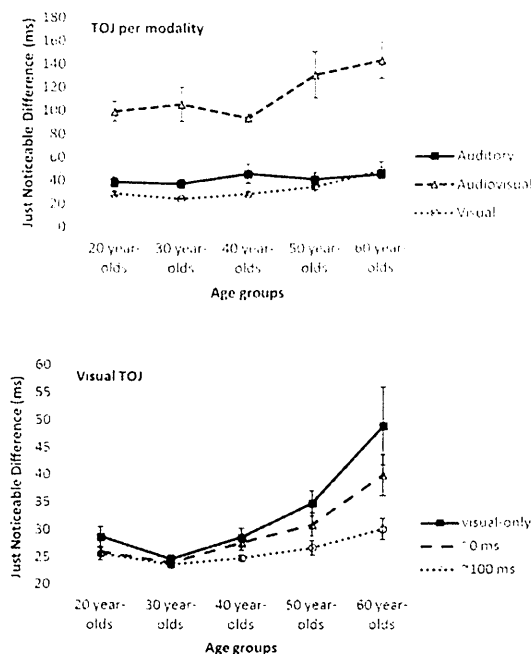 TOJ per modality
Just Noticeable Difference (ms)
180
160
140
120
100
80
60
40
20
0
20 year-olds
30 year-olds
40 year-olds
50 year-olds
60 year-olds
Age groups
Auditory
Audiovisual
Visual
Visual TOJ
Just Noticeable Difference (ms)
60
55
50
45
40
35
30
25
20
20 year-olds
30 year-olds
40 year-olds
50 year-olds
60 year-olds
Age groups
visual-only
~0 ms
~100 ms